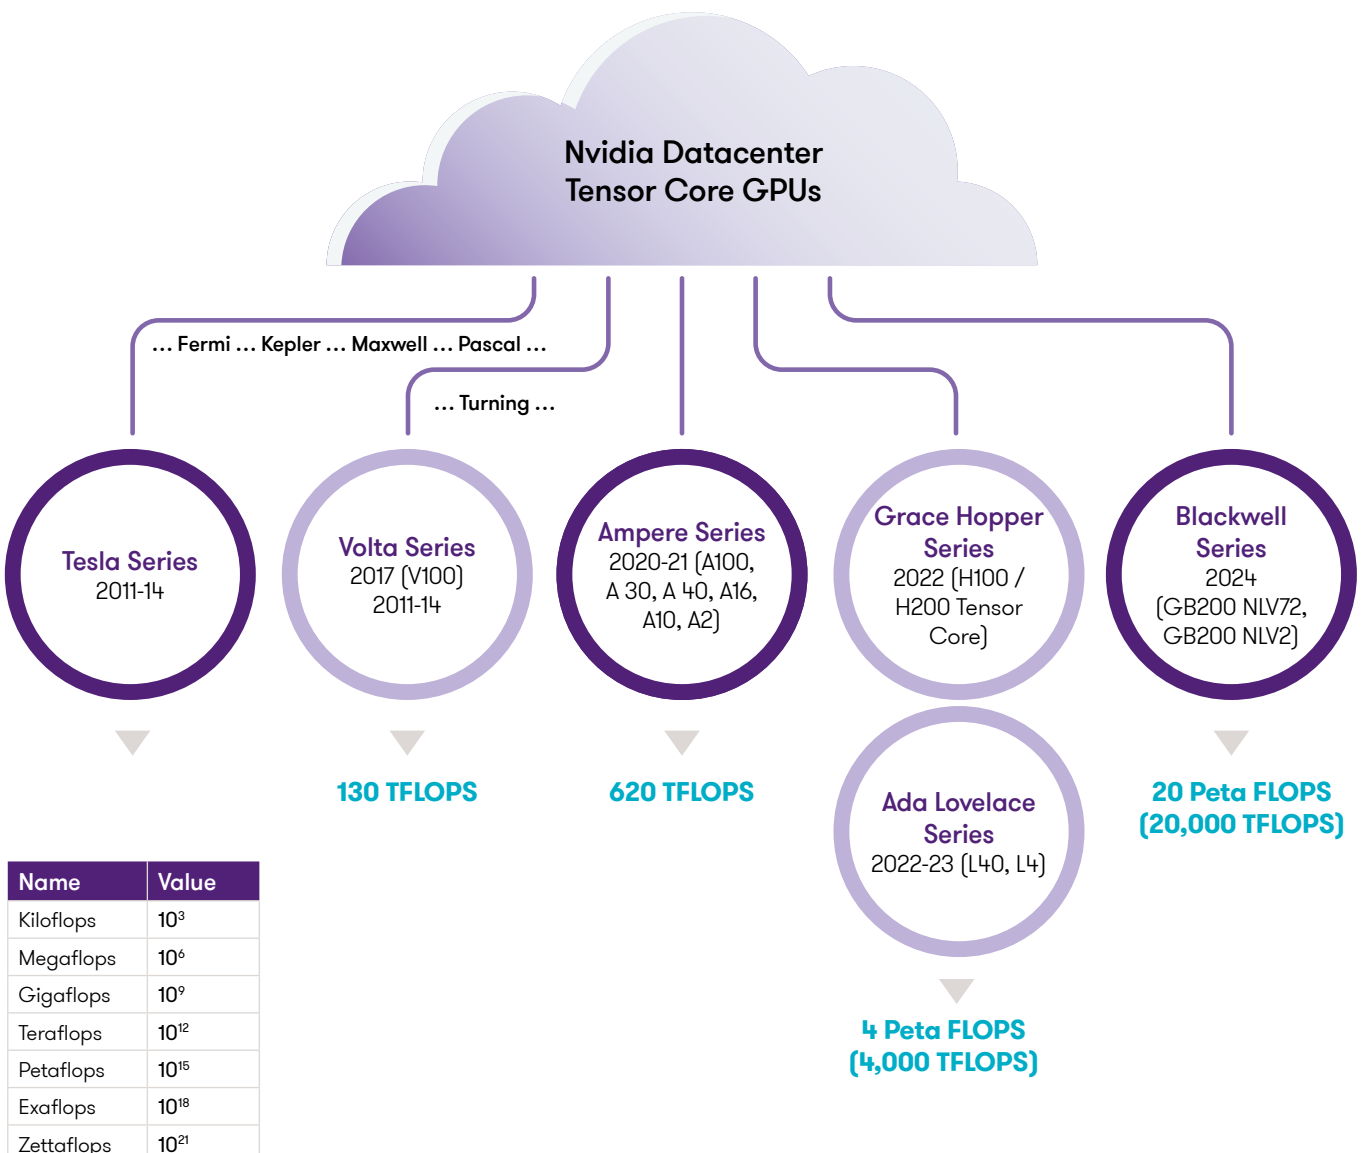 Nvidia Datacenter
Tensor Core GPUs
... Fermi ... Kepler ... Maxwell ... Pascal ...
... Turning ...
Tesla Series
2011-14
Volta Series
2017 (V100)
2011-14
Ampere Series
2020-21 (A100,
A 30, A 40, A16,
A10, A2)
Grace Hopper
Series
2022 (H100 /
H200 Tensor
Core)
Blackwell
Series
2024
(GB200 NLV72,
GB200 NLV2)
130 TFLOPS
620 TFLOPS
Ada Lovelace
Series
2022-23 (L40, L4)
20 Peta FLOPS
(20,000 TFLOPS)
4 Peta FLOPS
(4,000 TFLOPS)
Name Value
Kiloflops 10³
Megaflops 10⁶
Gigaflops 10⁹
Teraflops 10¹²
Petaflops 10¹⁵
Exaflops 10¹⁸
Zettaflops 10²¹